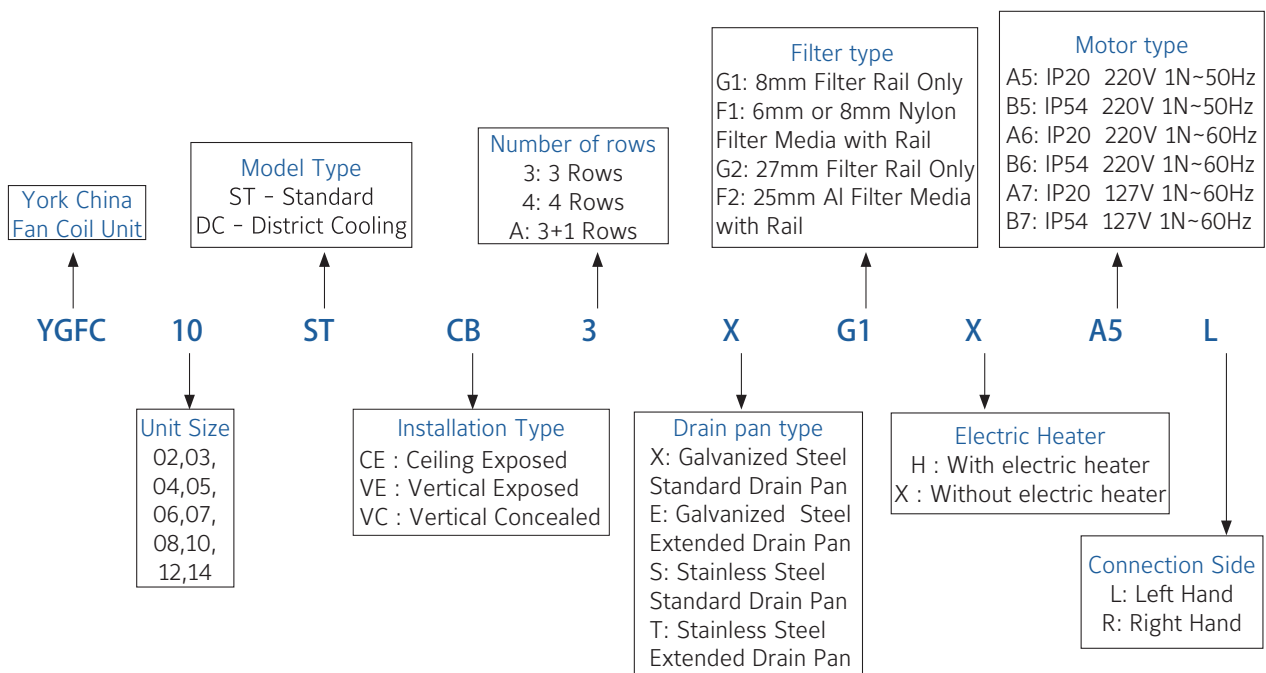 York China
Fan Coil Unit
Model Type
ST – Standard
DC – District Cooling
Number of rows
3: 3 Rows
4: 4 Rows
A: 3+1 Rows
Filter type
G1: 8mm Filter Rail Only
F1: 6mm or 8mm Nylon
Filter Media with Rail
G2: 27mm Filter Rail Only
F2: 25mm Al Filter Media
with Rail
Motor type
A5: IP20 220V 1N~50Hz
B5: IP54 220V 1N~50Hz
A6: IP20 220V 1N~60Hz
B6: IP54 220V 1N~60Hz
A7: IP20 127V 1N~60Hz
B7: IP54 127V 1N~60Hz
YGFC 10 ST CB 3 X G1 X A5 L
Unit Size
02,03,
04,05,
06,07,
08,10,
12,14
Installation Type
CE : Ceiling Exposed
VE : Vertical Exposed
VC : Vertical Concealed
Drain pan type
X: Galvanized Steel
Standard Drain Pan
E: Galvanized Steel
Extended Drain Pan
S: Stainless Steel
Standard Drain Pan
T: Stainless Steel
Extended Drain Pan
Electric Heater
H : With electric heater
X : Without electric heater
Connection Side
L: Left Hand
R: Right Hand